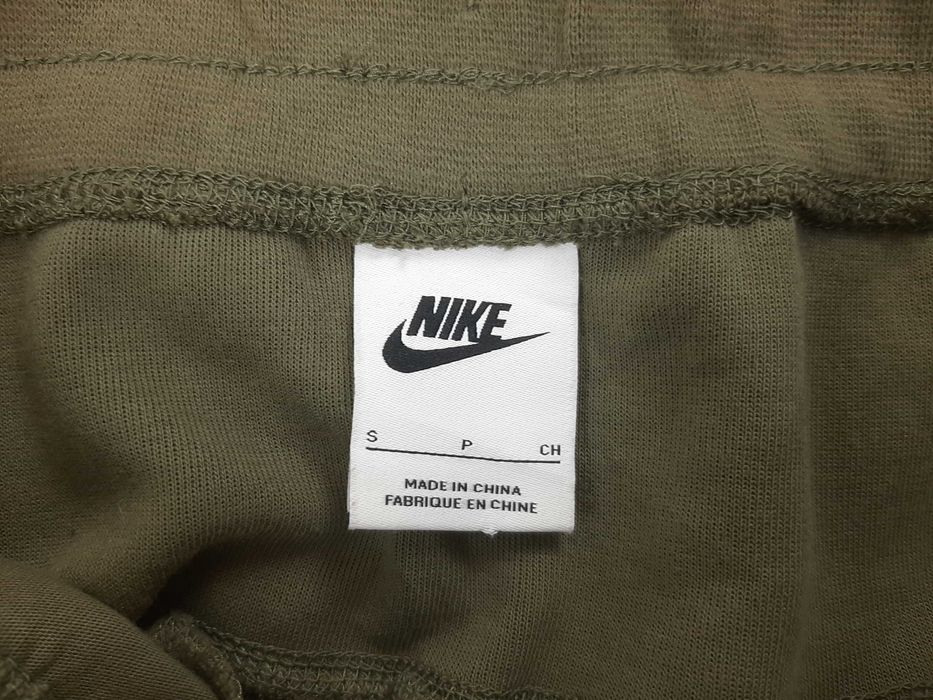 NIKE
S P CH
MADE IN CHINA
FABRIQUE EN CHINE